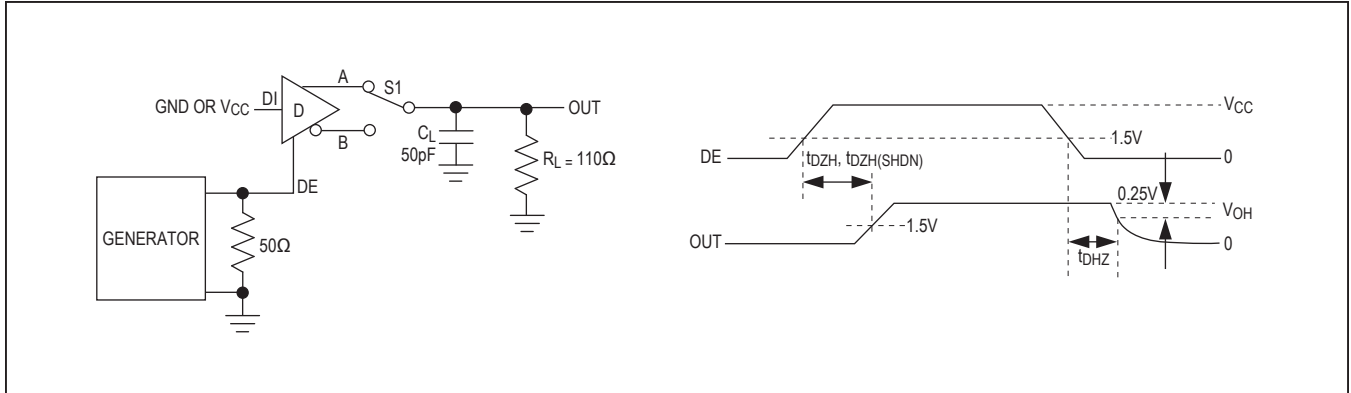 GND OR VCC
DI
D
A
S1
B
OUT
CL
50pF
RL = 110Ω
DE
GENERATOR
50Ω
VCC
1.5V
DE
0
tDZH, tDZH(SHDN)
0.25V
VOH
1.5V
OUT
0
tDHZ